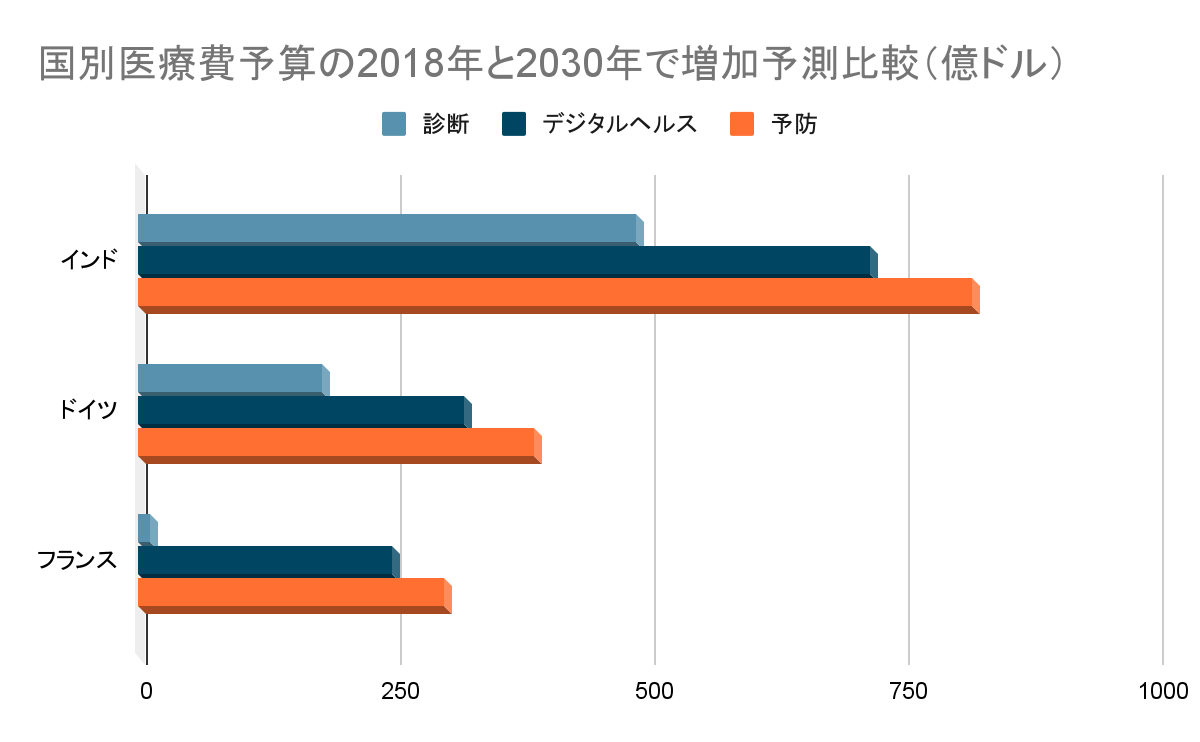 国別医療費予算の2018年と2030年で増加予測比較（億ドル）
診断 デジタルヘルス 予防
インド
ドイツ
フランス
0 250 500 750 1000